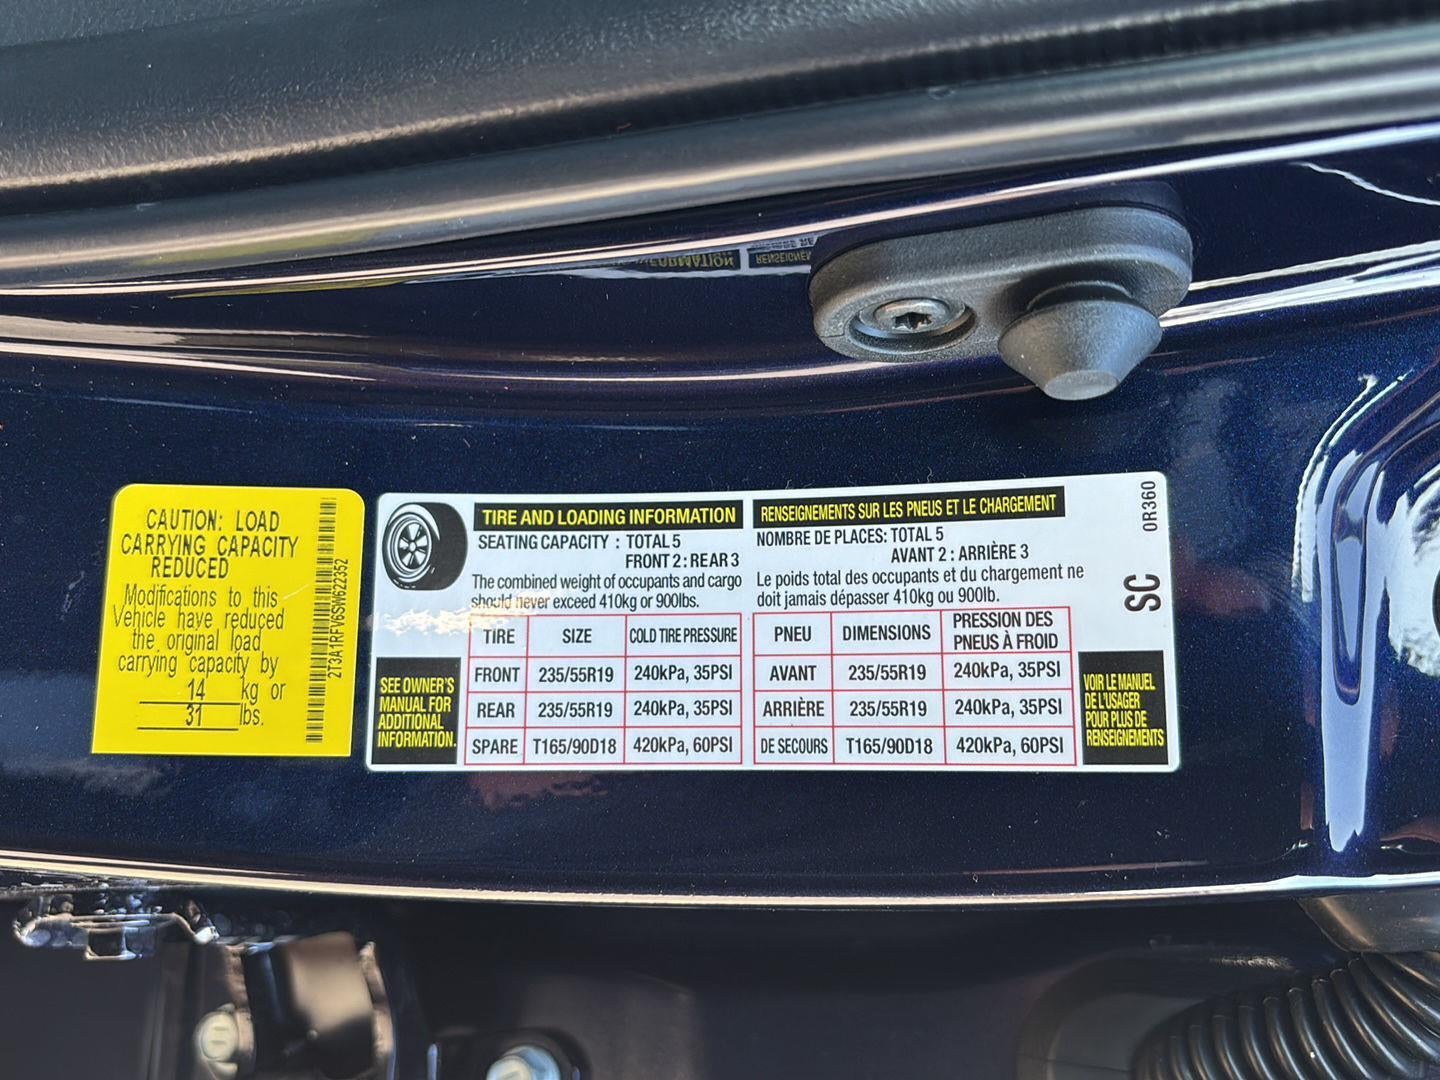 CAUTION: LOAD
CARRYING CAPACITY
REDUCED
Modifications to this
Vehicle have reduced
the original load
carrying capacity by
14 kg or
31 lbs.
2T3A1RFV6SW622352
TIRE AND LOADING INFORMATION
SEATING CAPACITY : TOTAL 5
FRONT 2 : REAR 3
The combined weight of occupants and cargo
should never exceed 410kg or 900lbs.
TIRE SIZE COLD TIRE PRESSURE
FRONT 235/55R19 240kPa, 35PSI
REAR 235/55R19 240kPa, 35PSI
SPARE T165/90D18 420kPa, 60PSI
SEE OWNER'S
MANUAL FOR
ADDITIONAL
INFORMATION.
RENSEIGNEMENTS SUR LES PNEUS ET LE CHARGEMENT
NOMBRE DE PLACES: TOTAL 5
AVANT 2 : ARRIÈRE 3
Le poids total des occupants et du chargement ne
doit jamais dépasser 410kg ou 900lb.
PNEU DIMENSIONS PRESSION DES
PNEUS À FROID
AVANT 235/55R19 240kPa, 35PSI
ARRIÈRE 235/55R19 240kPa, 35PSI
DE SECOURS T165/90D18 420kPa, 60PSI
VOIR LE MANUEL
DE L'USAGER
POUR PLUS DE
RENSEIGNEMENTS
SC
0R360